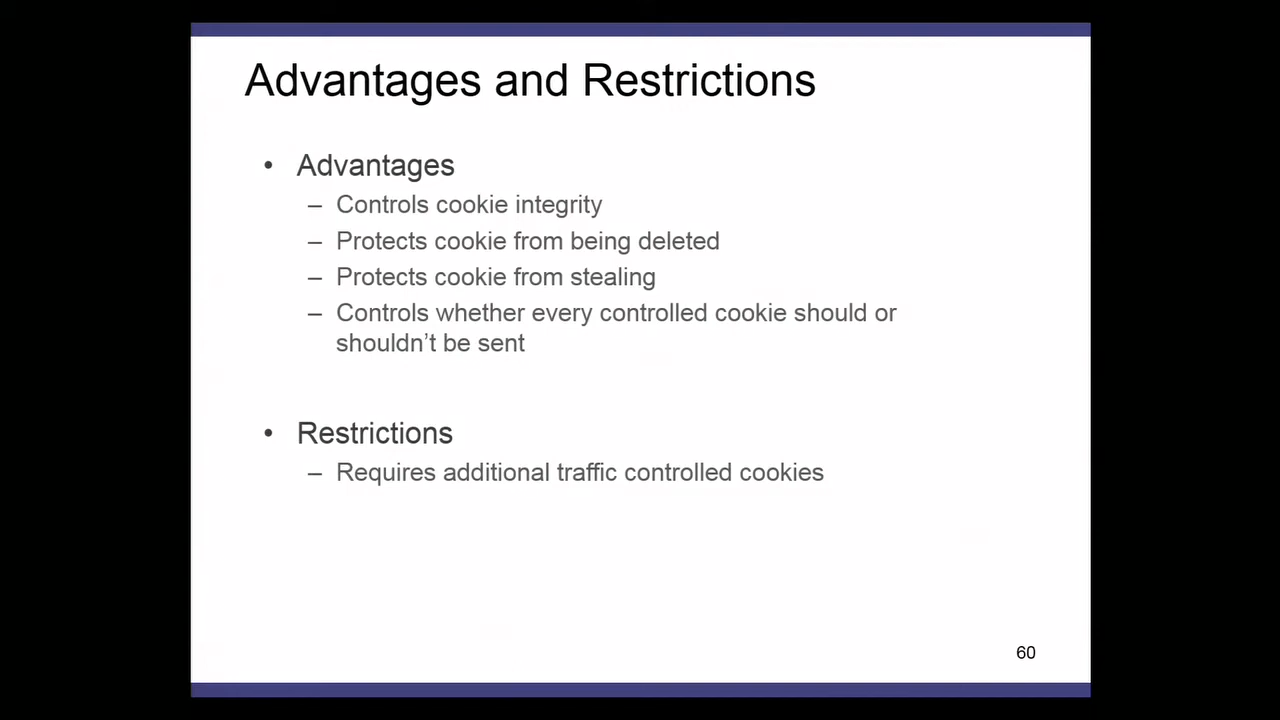 Advantages and Restrictions
• Advantages
– Controls cookie integrity
– Protects cookie from being deleted
– Protects cookie from stealing
– Controls whether every controlled cookie should or
shouldn’t be sent
• Restrictions
– Requires additional traffic controlled cookies
60